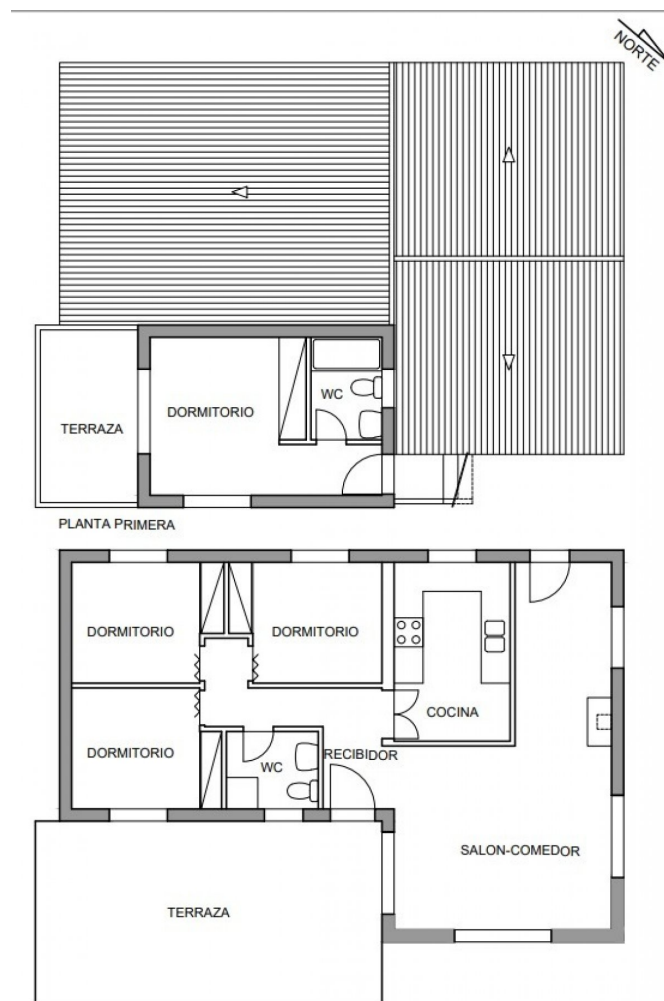 NORTE
WC
DORMITORIO
TERRAZA
PLANTA PRIMERA
DORMITORIO
DORMITORIO
COCINA
DORMITORIO
RECIBIDOR
WC
SALON-COMEDOR
TERRAZA